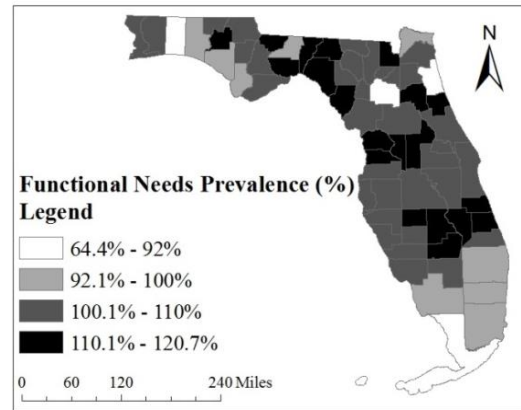 N
Functional Needs Prevalence (%)
Legend
64.4% - 92%
92.1% - 100%
100.1% - 110%
110.1% - 120.7%
0 60 120 240 Miles